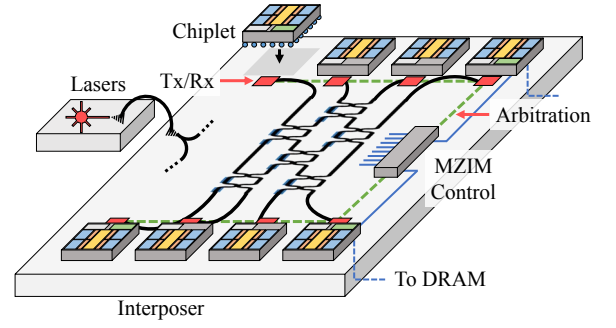 Chiplet
Lasers
Tx/Rx
Arbitration
MZIM
Control
To DRAM
Interposer